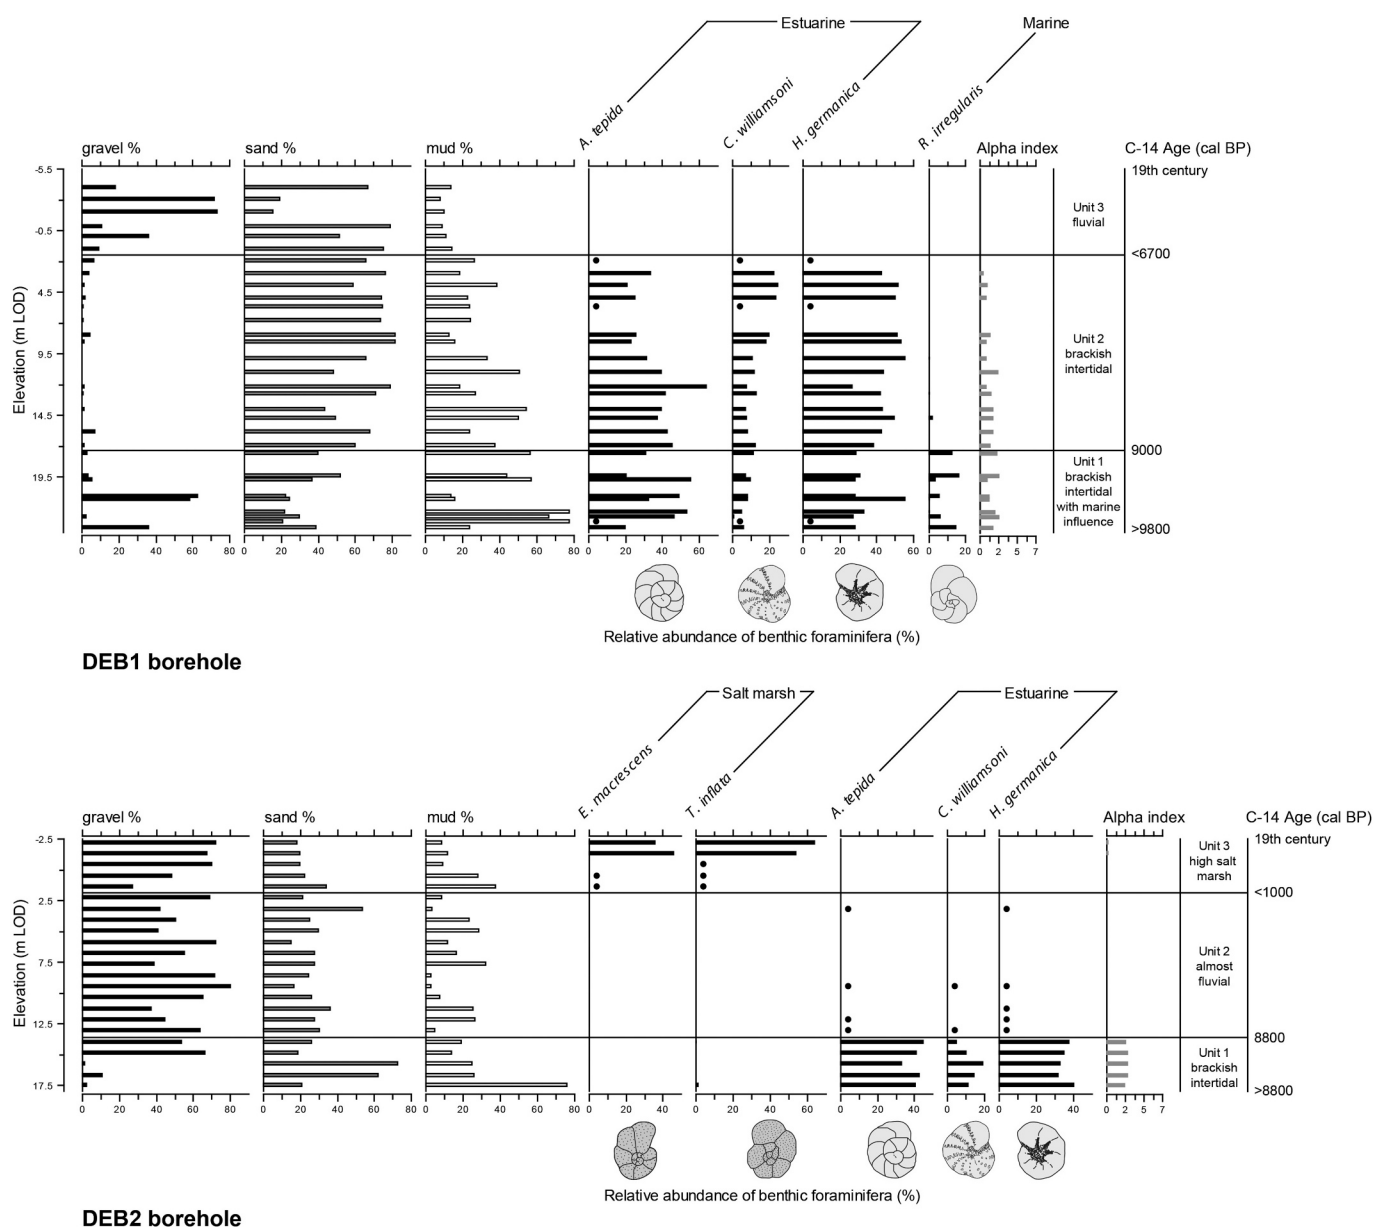 Estuarine
Marine
A. tepida
C. williamsoni
H. germanica
R. irregularis
gravel %
sand %
mud %
Alpha index
C-14 Age (cal BP)
Elevation (m LOD)
-5.5
-0.5
4.5
9.5
14.5
19.5
19th century
<6700
9000
>9800
Unit 3
fluvial
Unit 2
brackish
intertidal
Unit 1
brackish
intertidal
with marine
influence
0 20 40 60 80
0 20 40 60 80
0 20 40 60 80
0 20 40 60
0 20
0 20 40 60
0 20
0 2 5 7
Relative abundance of benthic foraminifera (%)
DEB1 borehole
Salt marsh
Estuarine
E. macrescens
T. inflata
A. tepida
C. williamsoni
H. germanica
gravel %
sand %
mud %
Alpha index
C-14 Age (cal BP)
Elevation (m LOD)
-2.5
2.5
7.5
12.5
17.5
19th century
<1000
8800
>8800
Unit 3
high salt
marsh
Unit 2
almost
fluvial
Unit 1
brackish
intertidal
0 20 40 60 80
0 20 40 60 80
0 20 40 60 80
0 20 40
0 20 40 60
0 20 40
0 20
0 20 40
0 2 5 7
Relative abundance of benthic foraminifera (%)
DEB2 borehole